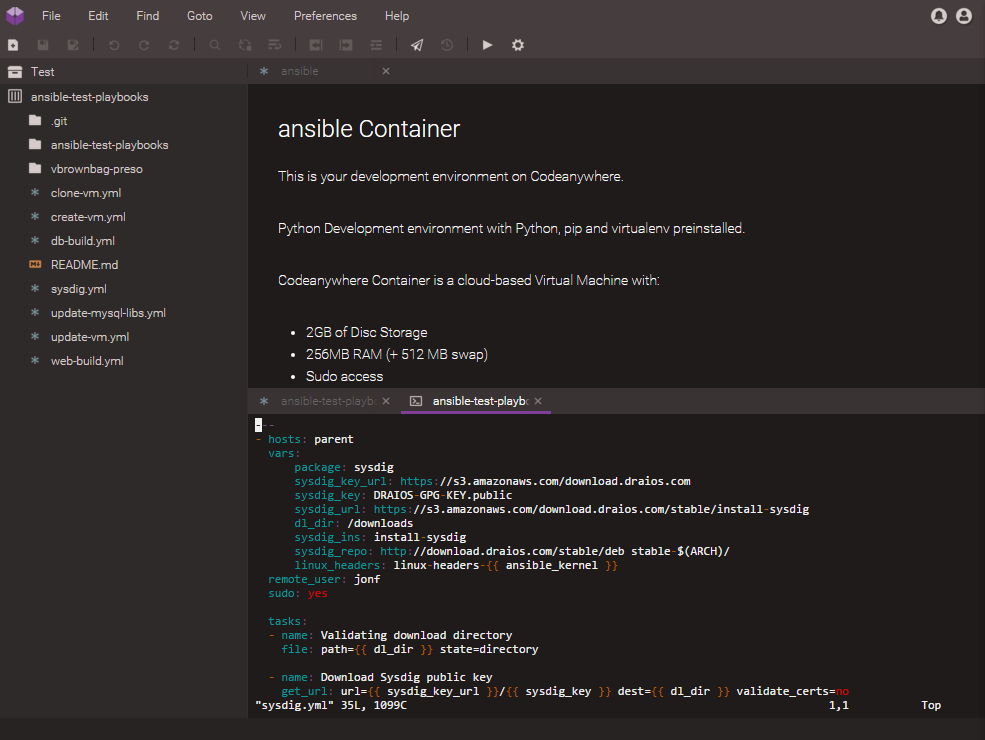 File Edit Find Goto View Preferences Help
Test
ansible
ansible-test-playbooks
.git
ansible-test-playbooks
vbrownbag-preso
clone-vm.yml
create-vm.yml
db-build.yml
README.md
sysdig.yml
update-mysql-libs.yml
update-vm.yml
web-build.yml
ansible Container
This is your development environment on Codeanywhere.
Python Development environment with Python, pip and virtualenv preinstalled.
Codeanywhere Container is a cloud-based Virtual Machine with:
• 2GB of Disc Storage
• 256MB RAM (+ 512 MB swap)
• Sudo access
ansible-test-playb
ansible-test-playb
---
- hosts: parent
  vars:
      package: sysdig
      sysdig_key_url: https://s3.amazonaws.com/download.draios.com
      sysdig_key: DRAIOS-GPG-KEY.public
      sysdig_url: https://s3.amazonaws.com/download.draios.com/stable/install-sysdig
      dl_dir: /downloads
      sysdig_ins: install-sysdig
      sysdig_repo: http://download.draios.com/stable/deb stable-$(ARCH)/
      linux_headers: linux-headers-{{ ansible_kernel }}
  remote_user: jonf
  sudo: yes
  tasks:
  - name: Validating download directory
    file: path={{ dl_dir }} state=directory
  - name: Download Sysdig public key
    get_url: url={{ sysdig_key_url }}/{{ sysdig_key }} dest={{ dl_dir }} validate_certs=no
"sysdig.yml" 35L, 1099C 1,1 Top